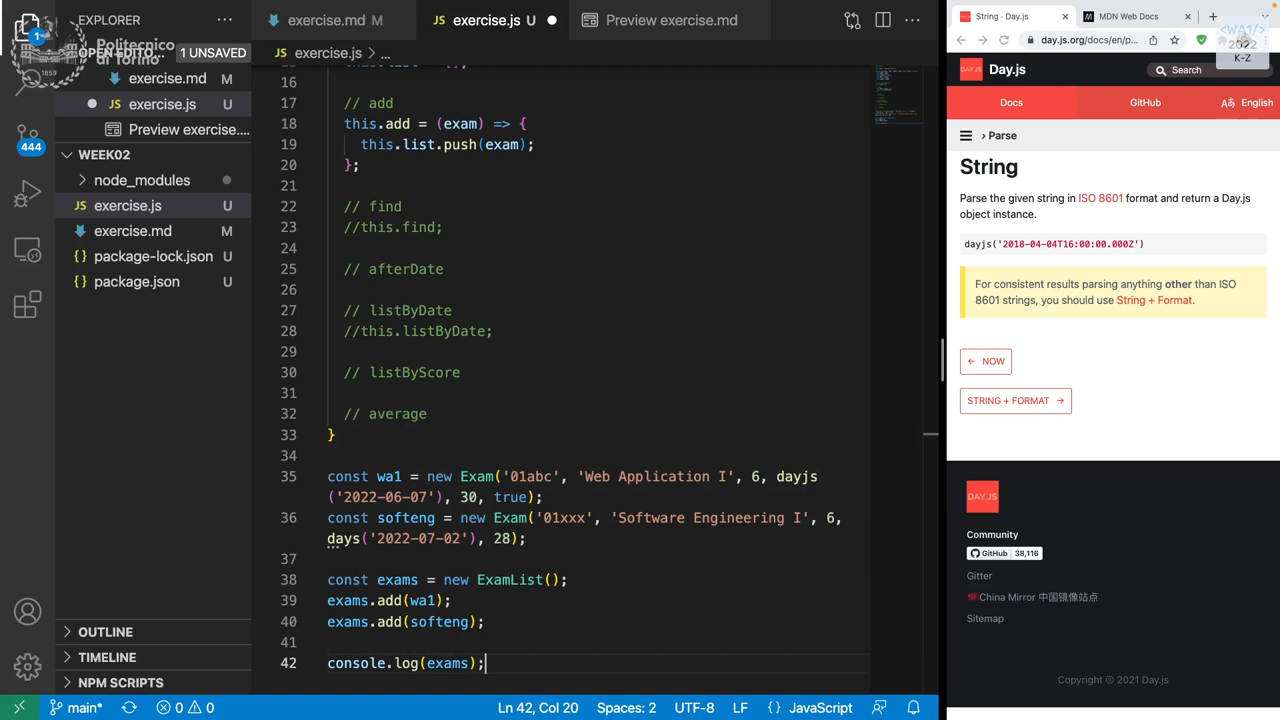 exercise.md M
exercise.js U
Preview exercise.md
EXPLORER
Politecnico
di Torino
1859
1
1 UNSAVED
exercise.js
...
exercise.md M
exercise.js U
Preview exercise....
444
WEEK02
node_modules
exercise.js U
exercise.md M
package-lock.json U
package.json U
OUTLINE
TIMELINE
NPM SCRIPTS
16
17 // add
18 this.add = (exam) => {
19 this.list.push(exam);
20 };
21
22 // find
23 //this.find;
24
25 // afterDate
26
27 // listByDate
28 //this.listByDate;
29
30 // listByScore
31
32 // average
33 }
34
35 const wa1 = new Exam('01abc', 'Web Application I', 6, dayjs
('2022-06-07'), 30, true);
36 const softeng = new Exam('01xxx', 'Software Engineering I', 6,
days('2022-07-02'), 28);
37
38 const exams = new ExamList();
39 exams.add(wa1);
40 exams.add(softeng);
41
42 console.log(exams);
main*
0 0
Ln 42, Col 20
Spaces: 2
UTF-8
LF
{} JavaScript
String · Day.js
MDN Web Docs
day.js.org/docs/en/p...
<WA1/>
2022
K-Z
DAY.JS
Day.js
Search
Docs
GitHub
English
› Parse
String
Parse the given string in ISO 8601 format and return a Day.js
object instance.
dayjs('2018-04-04T16:00:00.000Z')
For consistent results parsing anything other than ISO
8601 strings, you should use String + Format.
← NOW
STRING + FORMAT →
DAY.JS
Community
GitHub 38,116
Gitter
🇨🇳China Mirror 中国镜像站点
Sitemap
Copyright © 2021 Day.js